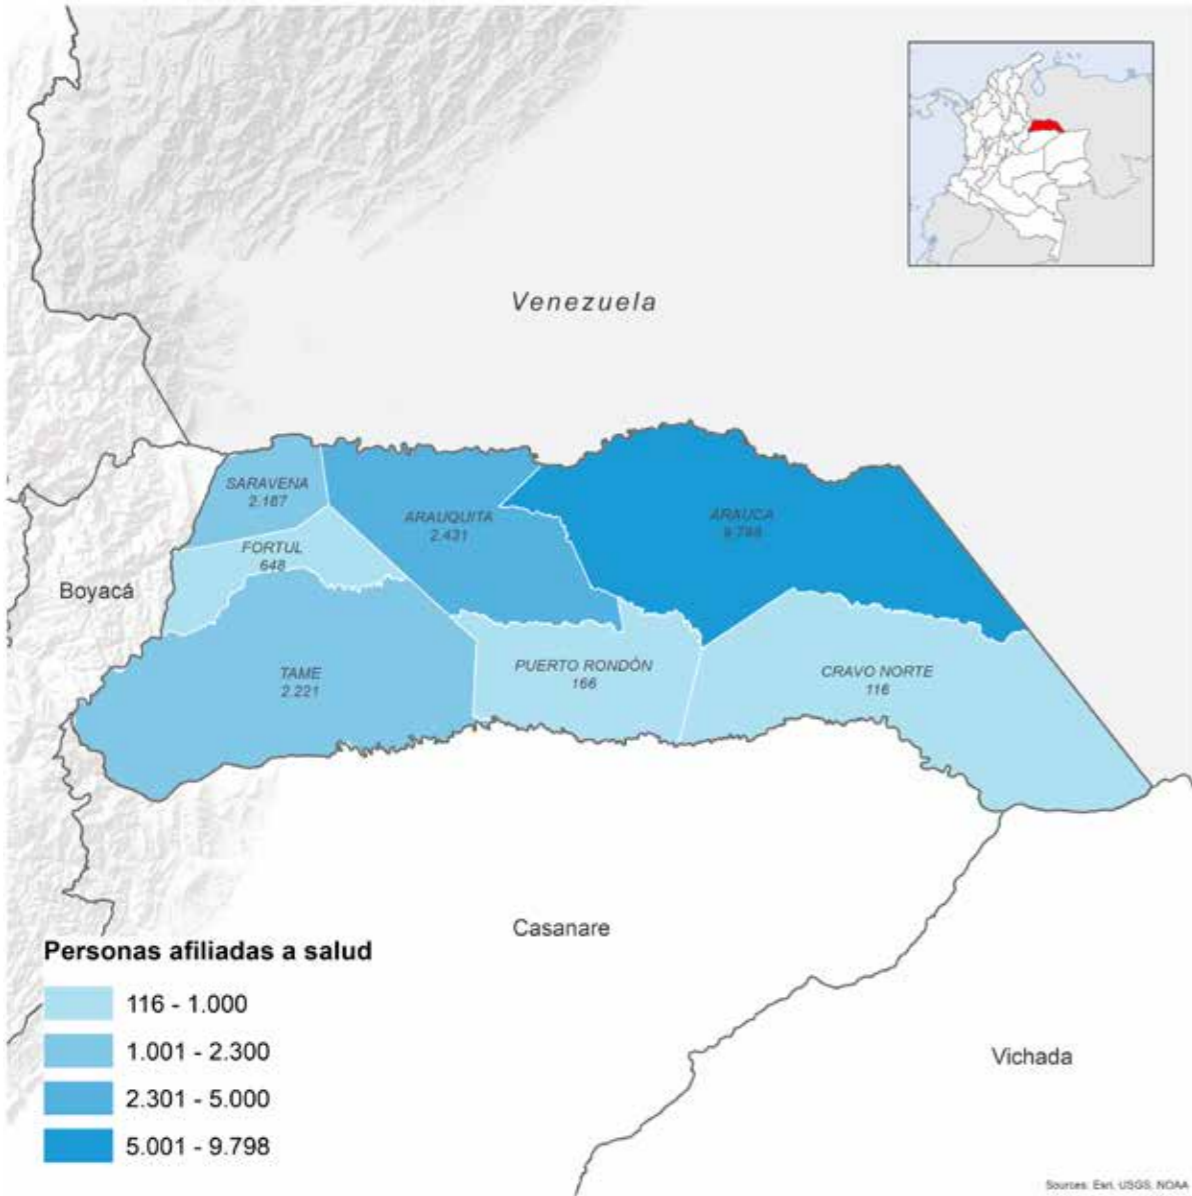 Venezuela
SARAVENA
2.187
ARAUQUITA
2.431
ARAUCA
9.798
FORTUL
648
Boyacá
TAME
2.221
PUERTO RONDÓN
166
CRAVO NORTE
116
Casanare
Vichada
Personas afiliadas a salud
116 - 1.000
1.001 - 2.300
2.301 - 5.000
5.001 - 9.798
Sources: Esri, USGS, NOAA